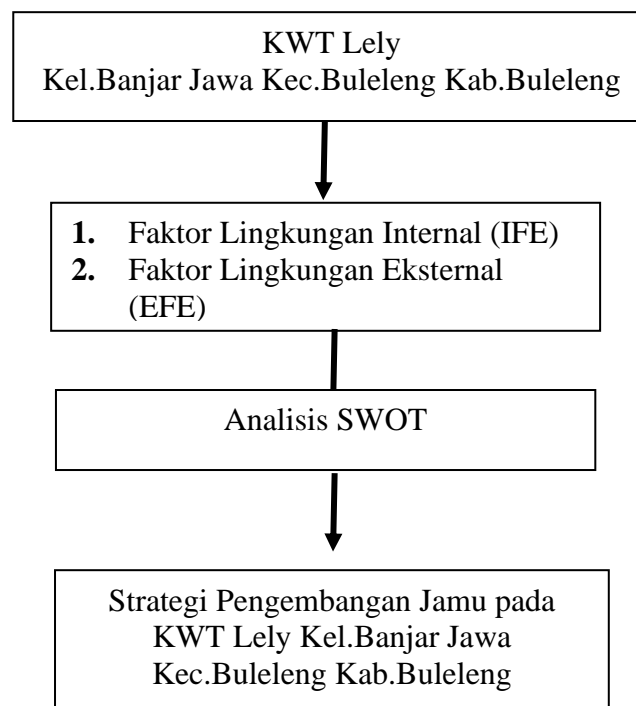 KWT Lely
Kel.Banjar Jawa Kec.Buleleng Kab.Buleleng
1. Faktor Lingkungan Internal (IFE)
2. Faktor Lingkungan Eksternal
(EFE)
Analisis SWOT
Strategi Pengembangan Jamu pada
KWT Lely Kel.Banjar Jawa
Kec.Buleleng Kab.Buleleng